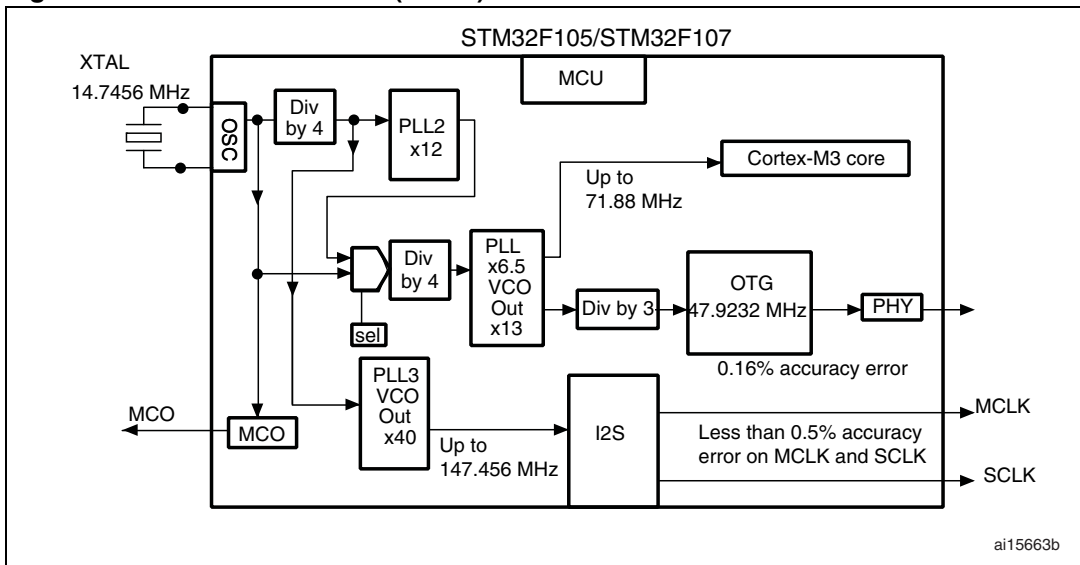 STM32F105/STM32F107
MCU
XTAL
14.7456 MHz
OSC
Div
by 4
PLL2
x12
Cortex-M3 core
Up to
71.88 MHz
Div
by 4
PLL
x6.5
VCO
Out
x13
sel
Div by 3
OTG
47.9232 MHz
PHY
0.16% accuracy error
PLL3
VCO
Out
x40
Up to
147.456 MHz
I2S
MCLK
Less than 0.5% accuracy
error on MCLK and SCLK
SCLK
MCO
MCO
ai15663b